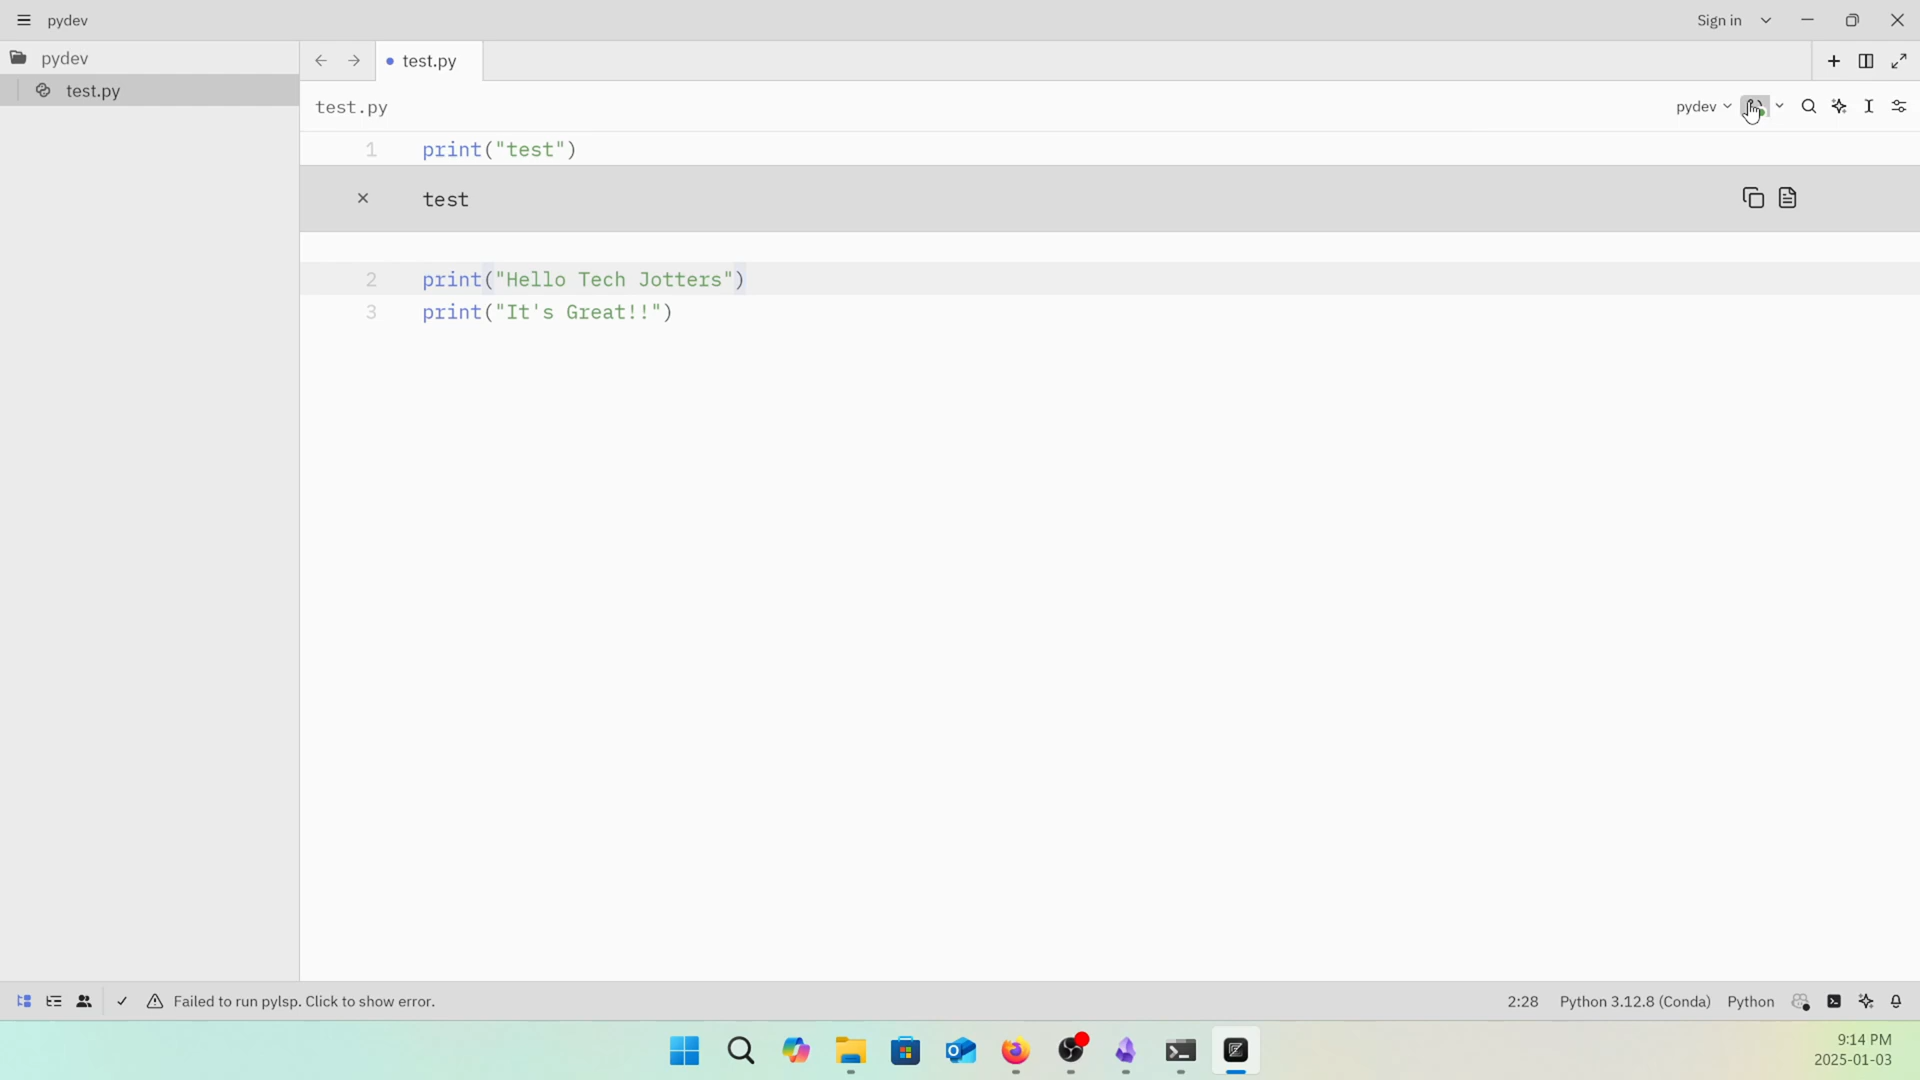 pydev
Sign in
pydev
test.py
test.py
test.py
pydev
1 print("test")
test
2 print("Hello Tech Jotters")
3 print("It's Great!!")
Failed to run pylsp. Click to show error.
2:28
Python 3.12.8 (Conda)
Python
9:14 PM
2025-01-03